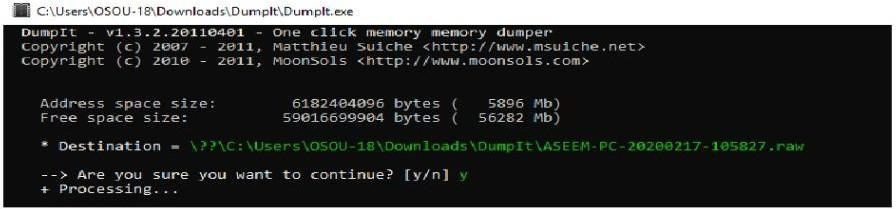 C:\Users\OSOU-18\Downloads\DumpIt\DumpIt.exe
DumpIt - v1.3.2.20110401 - One click memory memory dumper
Copyright (c) 2007 - 2011, Matthieu Suiche <http://www.msuiche.net>
Copyright (c) 2010 - 2011, MoonSols <http://www.moonsols.com>
Address space size: 6182404096 bytes ( 5896 Mb)
Free space size: 59016699904 bytes ( 56282 Mb)
* Destination = \??\C:\Users\OSOU-18\Downloads\DumpIt\ASEEM-PC-20200217-105827.raw
--> Are you sure you want to continue? [y/n] y
+ Processing...